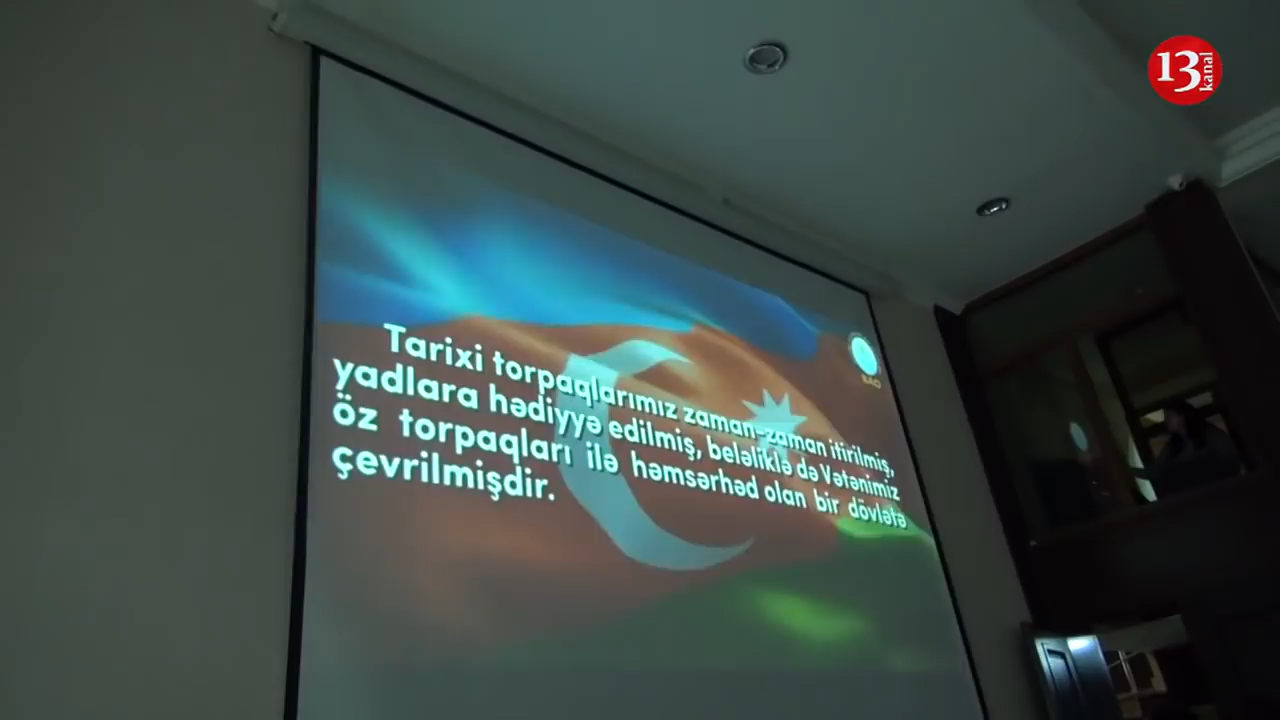 13 kanal
BAO
Tarixi torpaqlarımız zaman-zaman itirilmiş,
yadlara hədiyyə edilmiş, beləliklə də Vətənimiz
öz torpaqları ilə həmsərhəd olan bir dövlətə
çevrilmişdir.